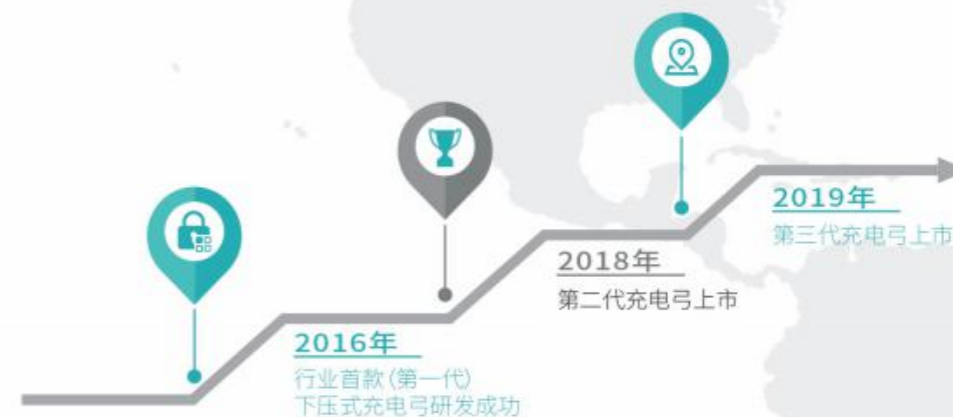 2016年
行业首款(第一代)
下压式充电弓研发成功
2018年
第二代充电弓上市
2019年
第三代充电弓上市